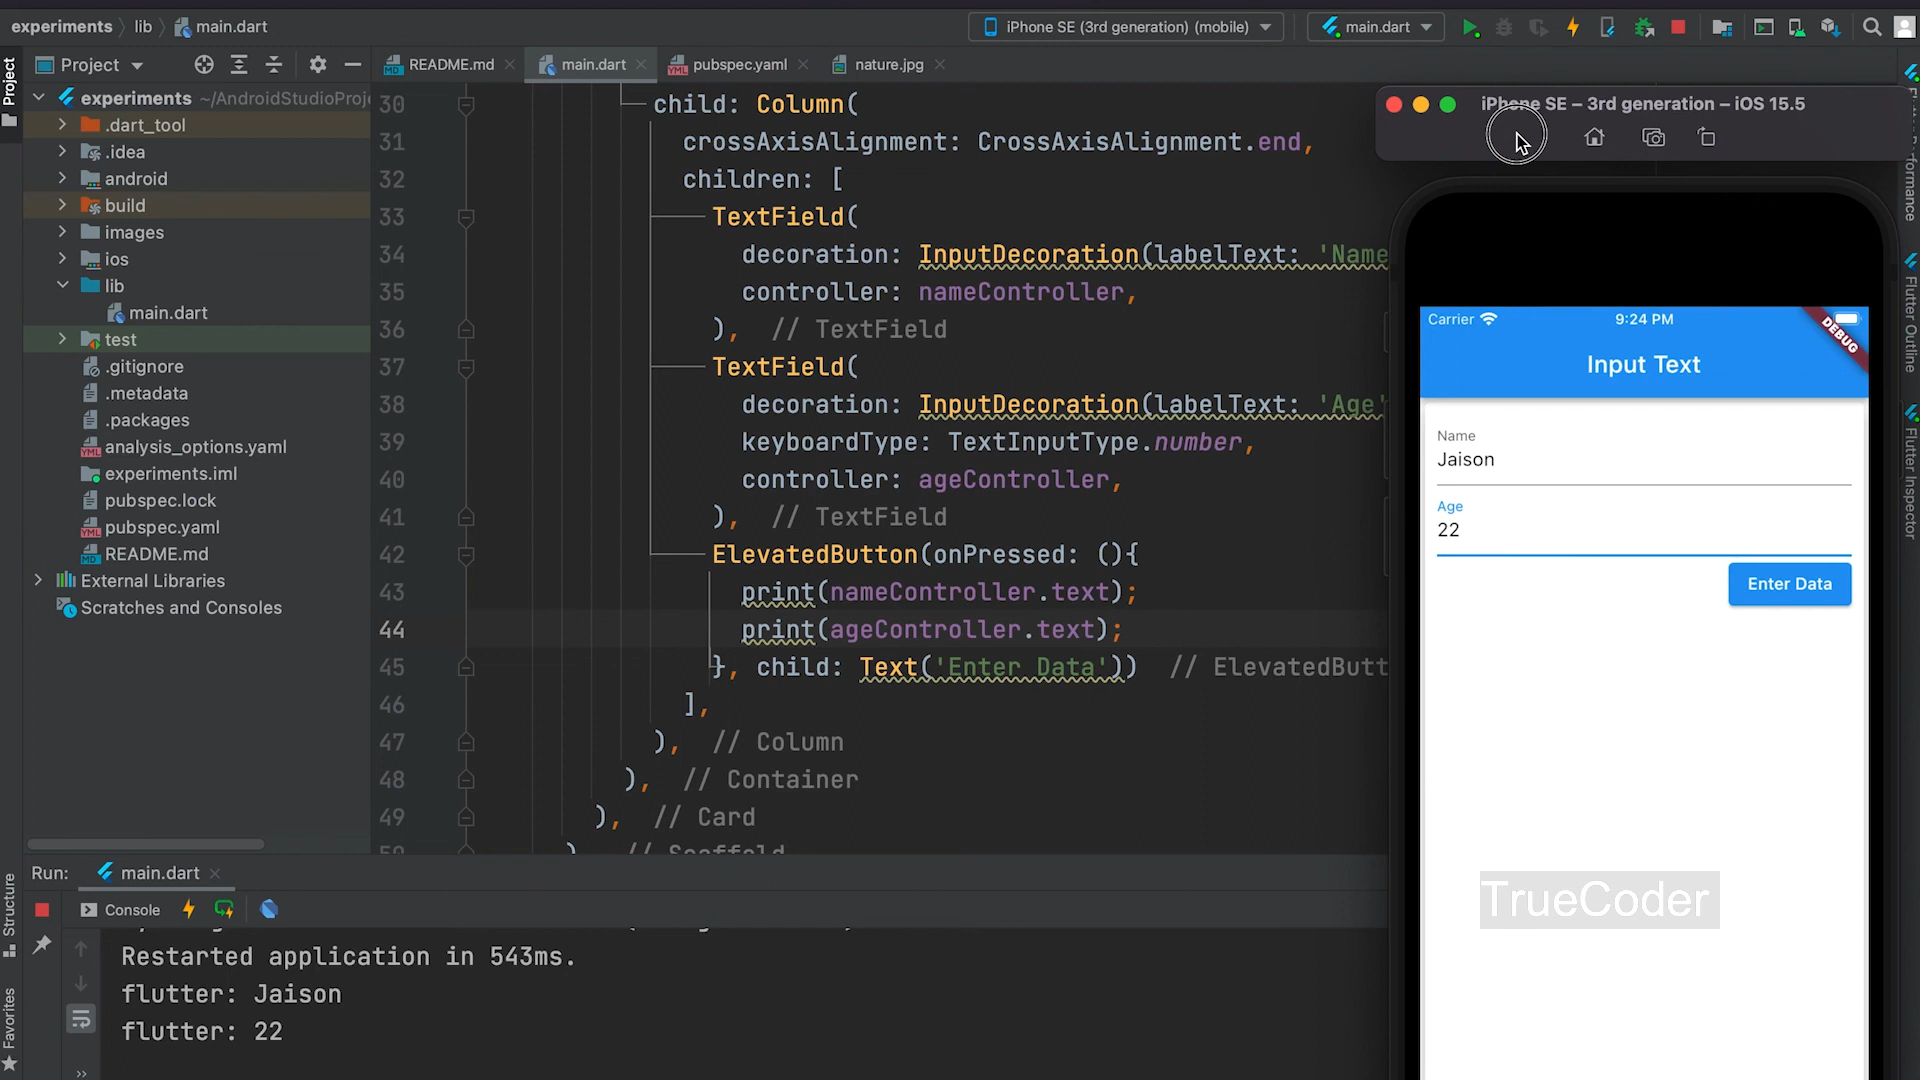 experiments lib main.dart
iPhone SE (3rd generation) (mobile)
main.dart
Project
README.md
main.dart
pubspec.yaml
nature.jpg
Project
experiments ~/AndroidStudioProj
.dart_tool
.idea
android
build
images
ios
lib
main.dart
test
.gitignore
.metadata
.packages
analysis_options.yaml
experiments.iml
pubspec.lock
pubspec.yaml
README.md
External Libraries
Scratches and Consoles
30 child: Column(
31 crossAxisAlignment: CrossAxisAlignment.end,
32 children: [
33 TextField(
34 decoration: InputDecoration(labelText: 'Name
35 controller: nameController,
36 ), // TextField
37 TextField(
38 decoration: InputDecoration(labelText: 'Age'
39 keyboardType: TextInputType.number,
40 controller: ageController,
41 ), // TextField
42 ElevatedButton(onPressed: (){
43 print(nameController.text);
44 print(ageController.text);
45 }, child: Text('Enter Data')) // ElevatedButt
46 ],
47 ), // Column
48 ), // Container
49 ), // Card
50 ) // Scaffold
iPhone SE – 3rd generation – iOS 15.5
Carrier 9:24 PM
DEBUG
Input Text
Name
Jaison
Age
22
Enter Data
TrueCoder
Flutter Outline
Flutter Inspector
Run: main.dart
Console
Restarted application in 543ms.
flutter: Jaison
flutter: 22
Structure
Favorites